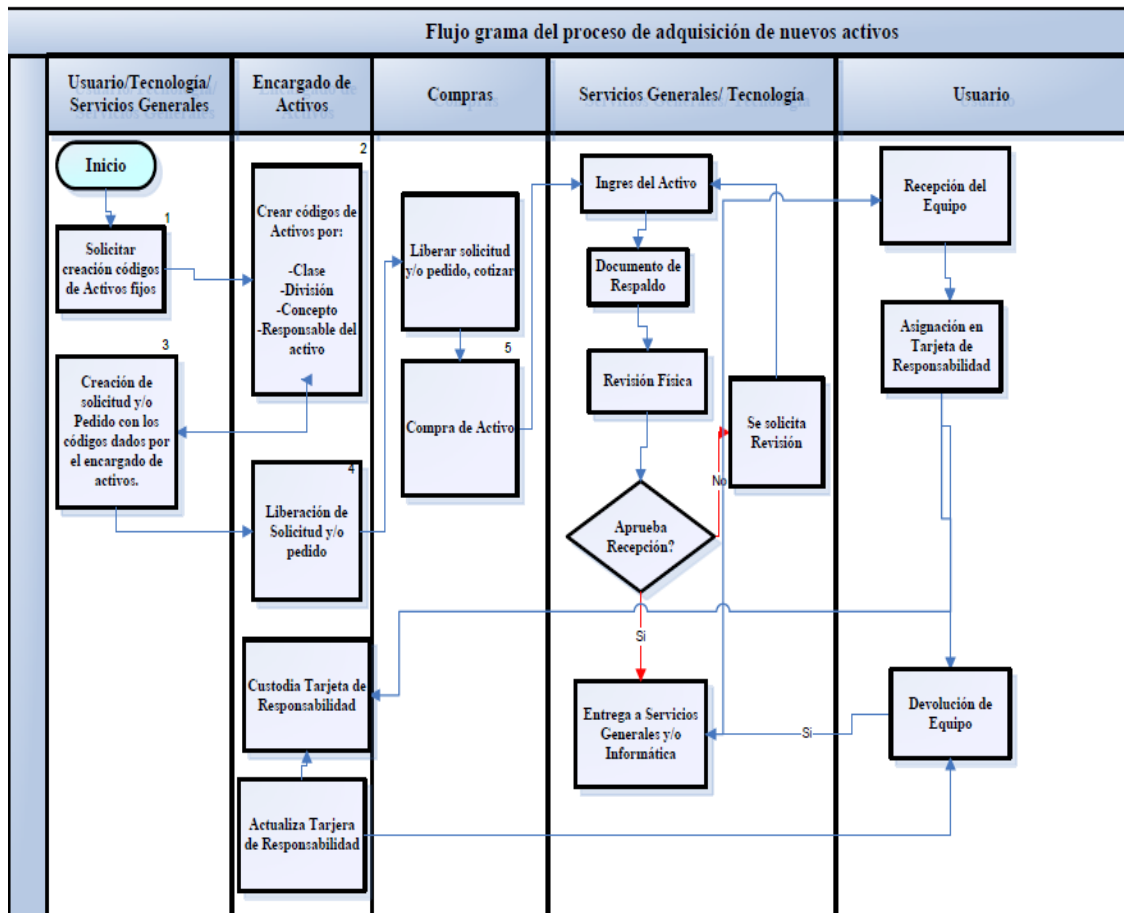 Flujo grama del proceso de adquisición de nuevos activos
Usuario/Tecnología/
Servicios Generales
Encargado de
Activos
Compras
Servicios Generales/ Tecnología
Usuario
Inicio
1
Solicitar
creación códigos
de Activos fijos
3
Creación de
solicitud y/o
Pedido con los
códigos dados por
el encargado de
activos.
2
Crear códigos de
Activos por:
-Clase
-División
-Concepto
-Responsable del
activo
4
Liberación de
Solicitud y/o
pedido
Custodia Tarjeta de
Responsabilidad
Actualiza Tarjera
de Responsabilidad
Liberar solicitud
y/o pedido, cotizar
5
Compra de Activo
Ingres del Activo
Documento de
Respaldo
Revisión Física
Aprueba
Recepción?
No
Se solicita
Revisión
Si
Entrega a Servicios
Generales y/o
Informática
Si
Recepción del
Equipo
Asignación en
Tarjeta de
Responsabilidad
Devolución de
Equipo